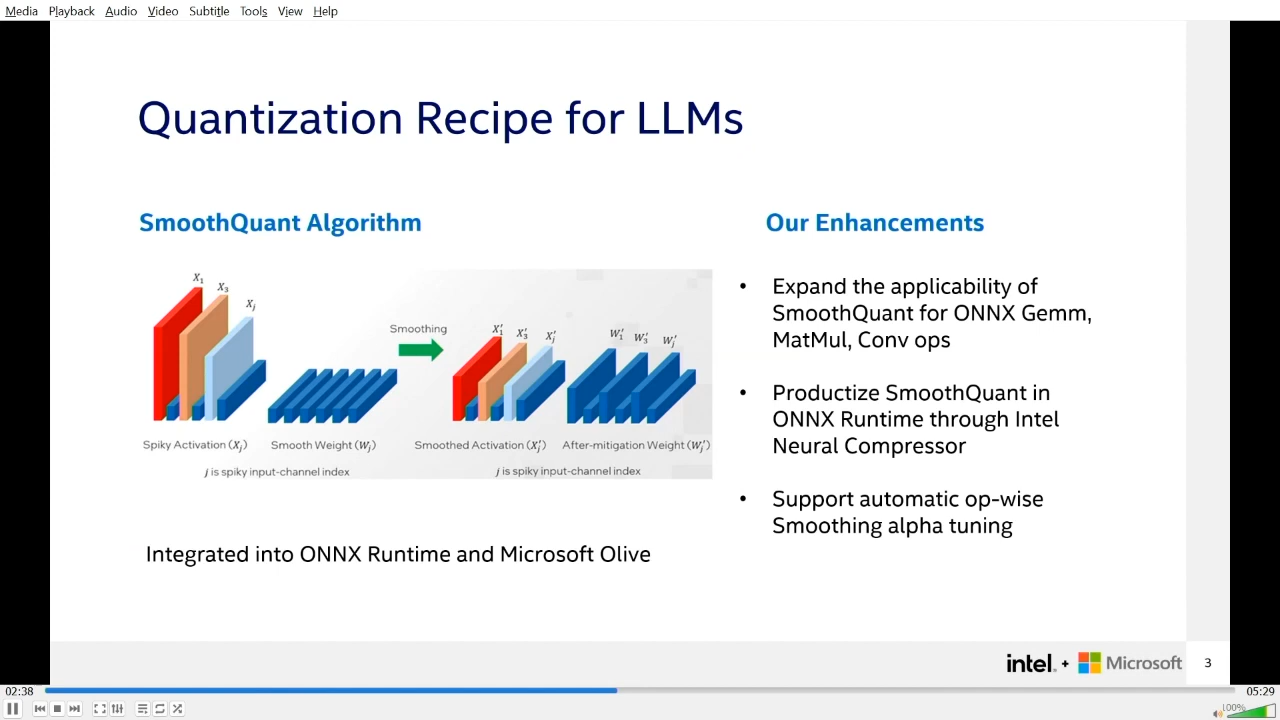 Media Playback Audio Video Subtitle Tools View Help
Quantization Recipe for LLMs
SmoothQuant Algorithm
X₁
X₃
Xⱼ
Smoothing
X′₁
X′₃
X′ⱼ
W′₁
W′₃
W′ⱼ
Spiky Activation (Xⱼ)
Smooth Weight (Wⱼ)
Smoothed Activation (X′ⱼ)
After-mitigation Weight (W′ⱼ)
j is spiky input-channel index
j is spiky input-channel index
Integrated into ONNX Runtime and Microsoft Olive
Our Enhancements
• Expand the applicability of
SmoothQuant for ONNX Gemm,
MatMul, Conv ops
• Productize SmoothQuant in
ONNX Runtime through Intel
Neural Compressor
• Support automatic op-wise
Smoothing alpha tuning
intel. + Microsoft 3
02:38 05:29
100%